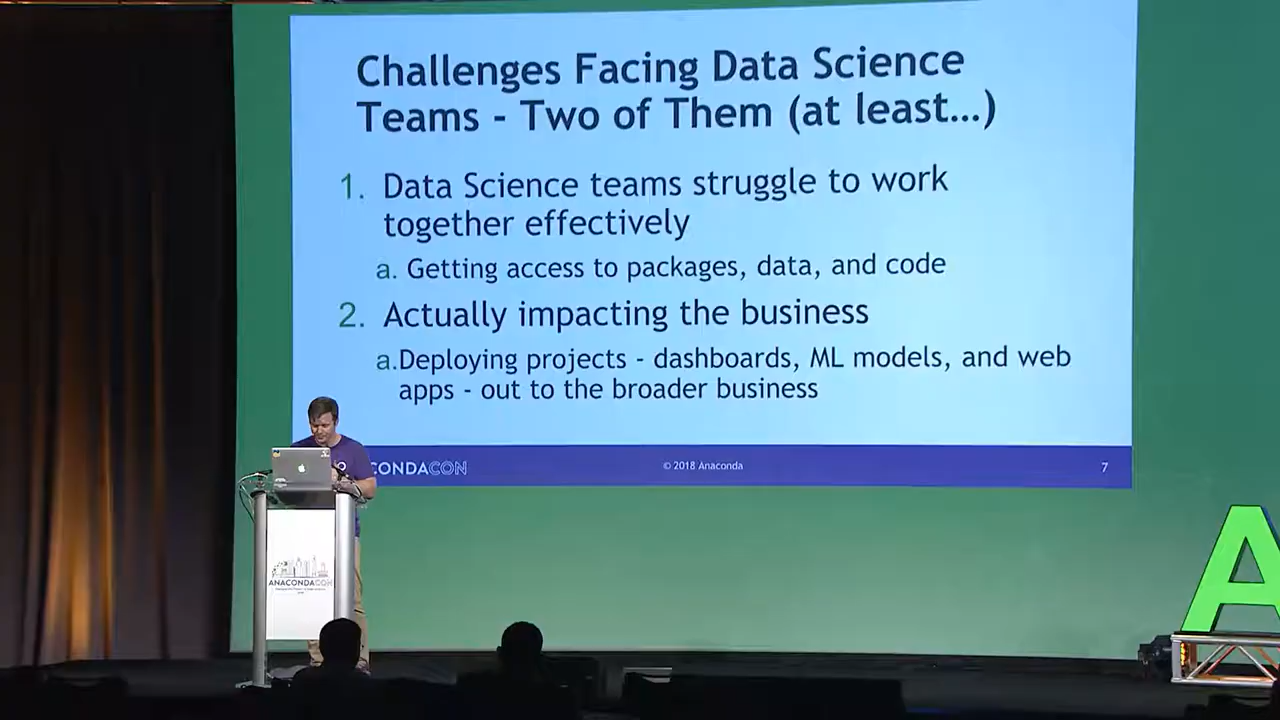 Challenges Facing Data Science
Teams - Two of Them (at least...)
1. Data Science teams struggle to work
together effectively
a. Getting access to packages, data, and code
2. Actually impacting the business
a.Deploying projects - dashboards, ML models, and web
apps - out to the broader business
CONDACON
© 2018 Anaconda
7
ANACONDACON
A